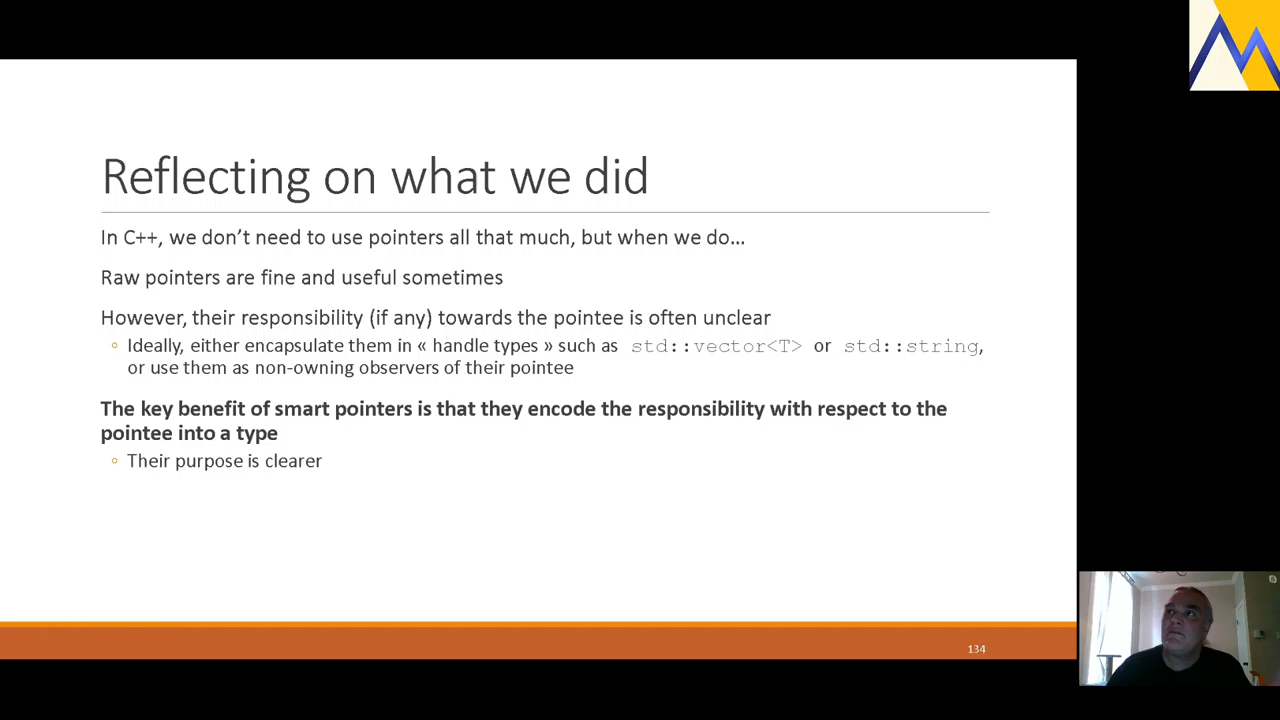 Reflecting on what we did
In C++, we don’t need to use pointers all that much, but when we do…
Raw pointers are fine and useful sometimes
However, their responsibility (if any) towards the pointee is often unclear
◦ Ideally, either encapsulate them in « handle types » such as std::vector<T> or std::string,
or use them as non-owning observers of their pointee
The key benefit of smart pointers is that they encode the responsibility with respect to the
pointee into a type
◦ Their purpose is clearer
134